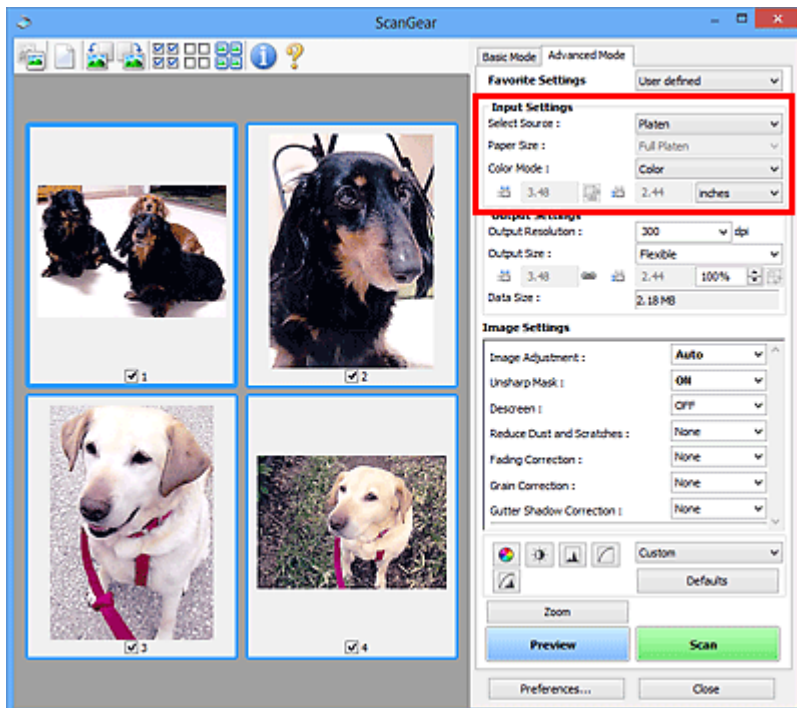 ScanGear
Basic Mode Advanced Mode
Favorite Settings User defined
Input Settings
Select Source : Platen
Paper Size : Full Platen
Color Mode : Color
3.48 2.44 inches
Output Settings
Output Resolution : 300 dpi
Output Size : Flexible
3.48 2.44 100%
Data Size : 2.18 MB
Image Settings
Image Adjustment : Auto
Unsharp Mask : ON
Descreen : OFF
Reduce Dust and Scratches : None
Fading Correction : None
Grain Correction : None
Gutter Shadow Correction : None
Custom
Defaults
Zoom
Preview Scan
Preferences... Close
1
2
3
4